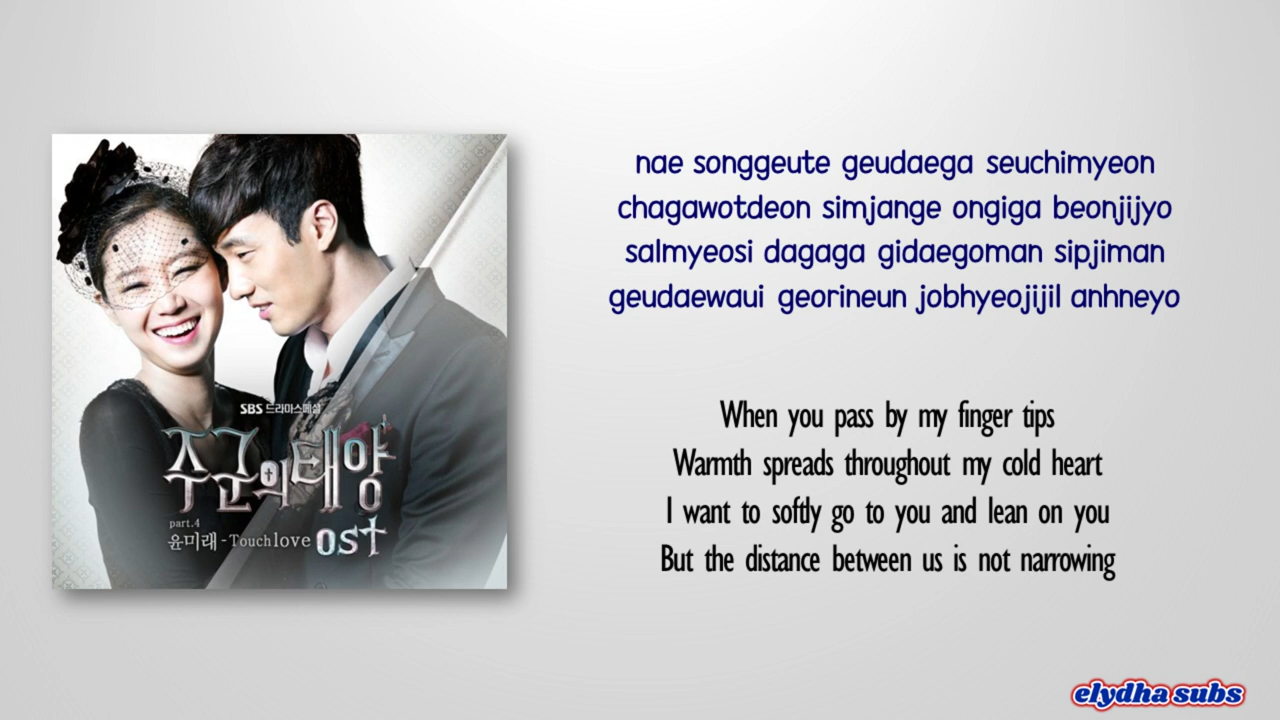 nae songgeute geudaega seuchimyeon
chagawotdeon simjange ongiga beonjijyo
salmyeosi dagaga gidaegoman sipjiman
geudaewaui georineun jobhyeojijil anhneyo
When you pass by my finger tips
Warmth spreads throughout my cold heart
I want to softly go to you and lean on you
But the distance between us is not narrowing
SBS 드라마스페셜
주군의 태양
part.4
윤미래 - Touch love OST
elydha subs